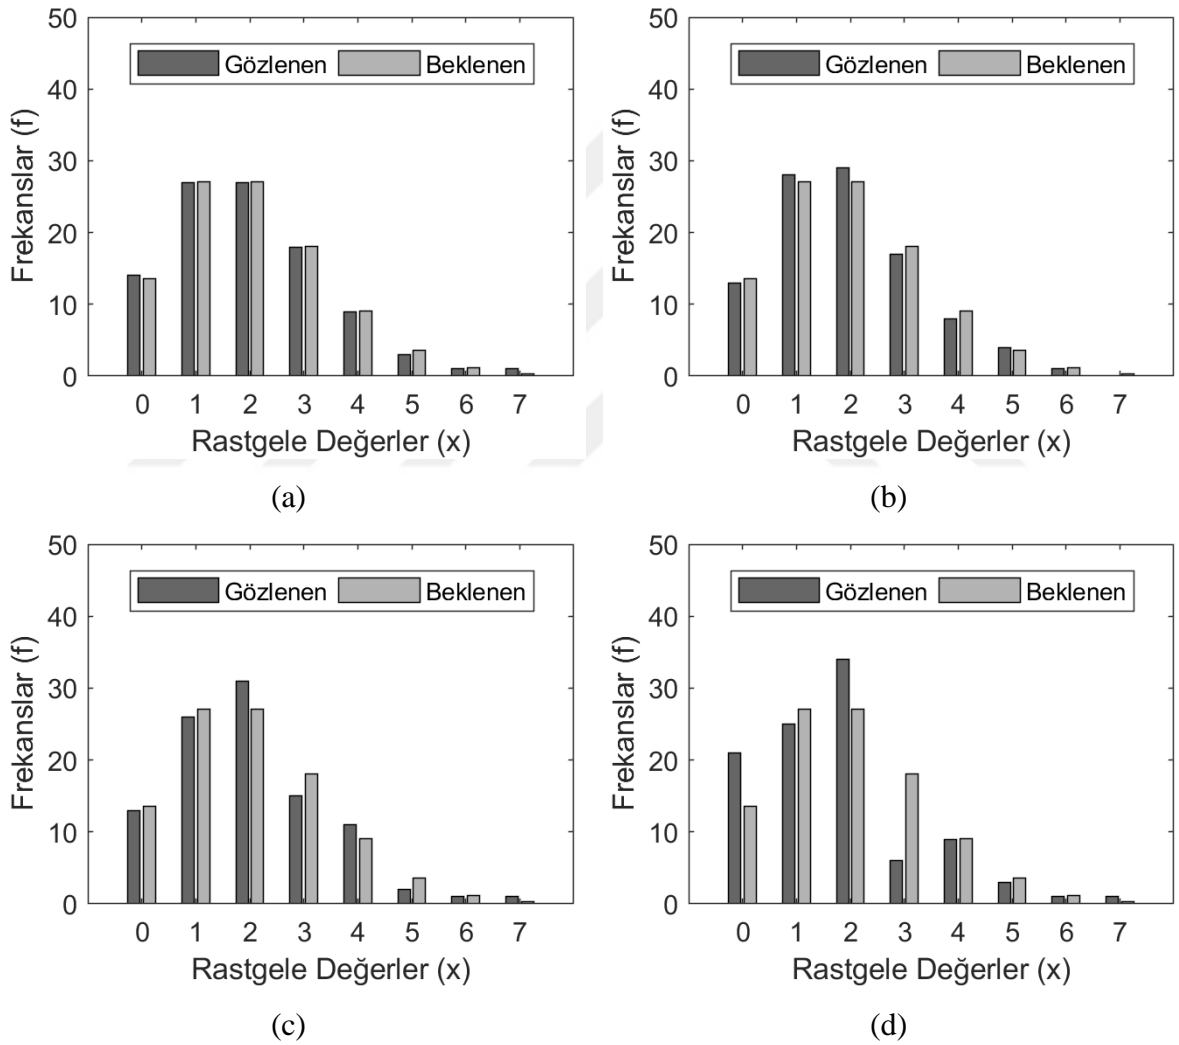 50
40
30
20
10
0
Frekanslar (f)
Gözlenen Beklenen
0 1 2 3 4 5 6 7
Rastgele Değerler (x)
(a)
50
40
30
20
10
0
Frekanslar (f)
Gözlenen Beklenen
0 1 2 3 4 5 6 7
Rastgele Değerler (x)
(b)
50
40
30
20
10
0
Frekanslar (f)
Gözlenen Beklenen
0 1 2 3 4 5 6 7
Rastgele Değerler (x)
(c)
50
40
30
20
10
0
Frekanslar (f)
Gözlenen Beklenen
0 1 2 3 4 5 6 7
Rastgele Değerler (x)
(d)